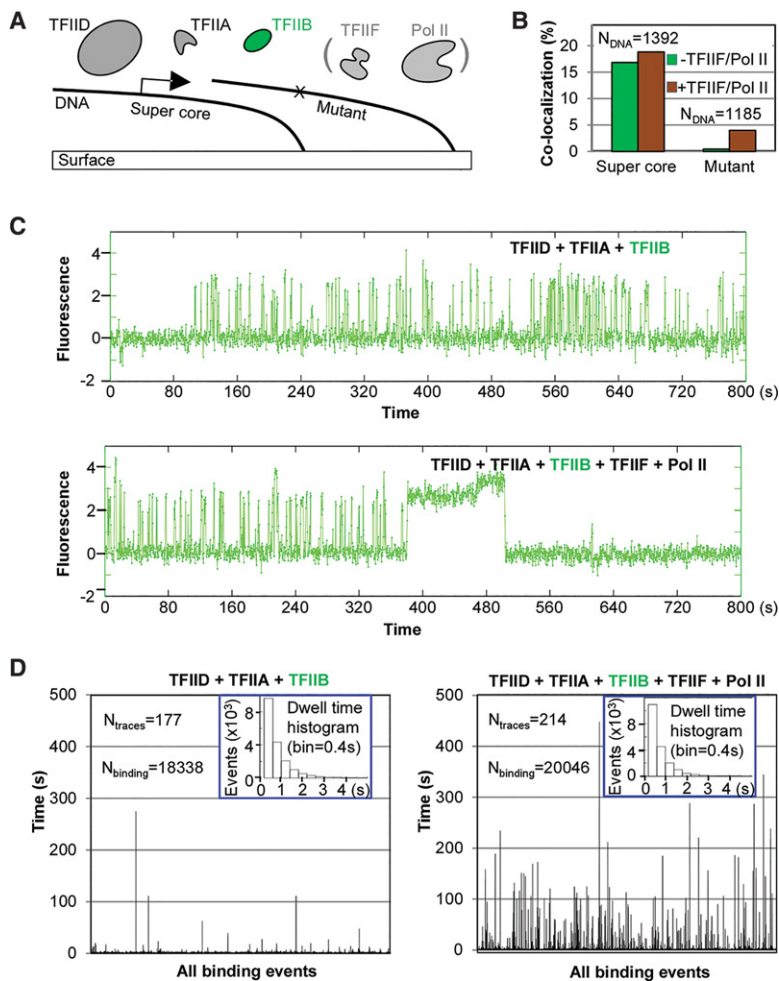 A
TFIID
TFIIA
TFIIB
( TFIIF Pol II )
DNA
Super core
Mutant
Surface
B
Co-localization (%)
20
15
10
5
0
N_DNA=1392
-TFIIF/Pol II
+TFIIF/Pol II
N_DNA=1185
Super core Mutant
C
TFIID + TFIIA + TFIIB
Fluorescence
4
2
0
-2
0 80 160 240 320 400 480 560 640 720 800 (s)
Time
TFIID + TFIIA + TFIIB + TFIIF + Pol II
Fluorescence
4
2
0
-2
0 80 160 240 320 400 480 560 640 720 800 (s)
Time
D
TFIID + TFIIA + TFIIB
Time (s)
500
400
300
200
100
0
N_traces=177
N_binding=18338
Events (x10³)
8
4
0
Dwell time
histogram
(bin=0.4s)
0 1 2 3 4 (s)
All binding events
TFIID + TFIIA + TFIIB + TFIIF + Pol II
Time (s)
500
400
300
200
100
0
N_traces=214
N_binding=20046
Events (x10³)
8
4
0
Dwell time
histogram
(bin=0.4s)
0 1 2 3 4 (s)
All binding events